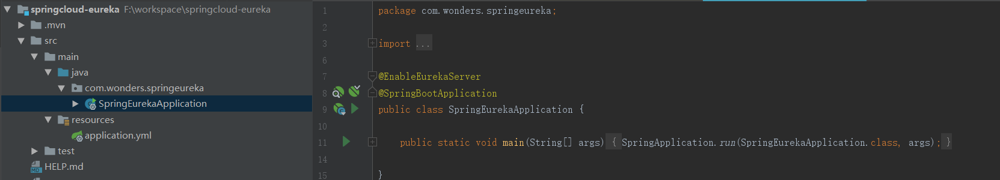 springcloud-eureka F:\workspace\springcloud-eureka
.mvn
src
main
java
com.wonders.springeureka
SpringEurekaApplication
resources
application.yml
test
HELP.md
1 package com.wonders.springeureka;
2
3 import ...
6
7 @EnableEurekaServer
8 @SpringBootApplication
9 public class SpringEurekaApplication {
10
11 public static void main(String[] args) { SpringApplication.run(SpringEurekaApplication.class, args); }
14
15 }